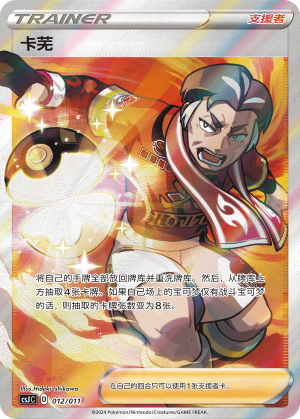 TRAINER
支援者
卡芜
将自己的手牌全部放回牌库并重洗牌库。然后，从牌库上
方抽取4张卡牌。如果自己场上的宝可梦仅有战斗宝可梦
的话，则抽取的卡牌张数变为8张。
Illus.Hideki Ishikawa
csJC D 012/011
在自己的回合只可以使用1张支援者卡。
©2024 Pokémon/Nintendo/Creatures/GAME FREAK.